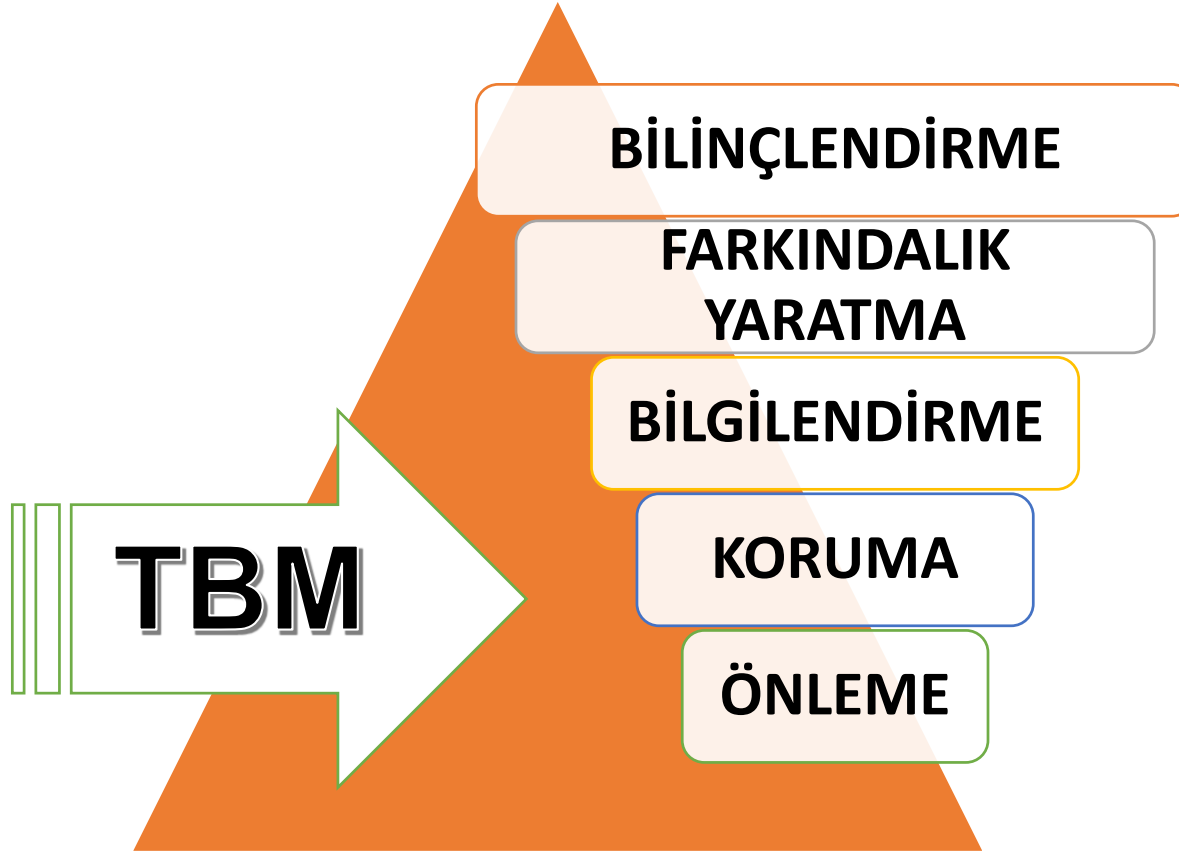 BİLİNÇLENDİRME
FARKINDALIK
YARATMA
BİLGİLENDİRME
KORUMA
ÖNLEME
TBM